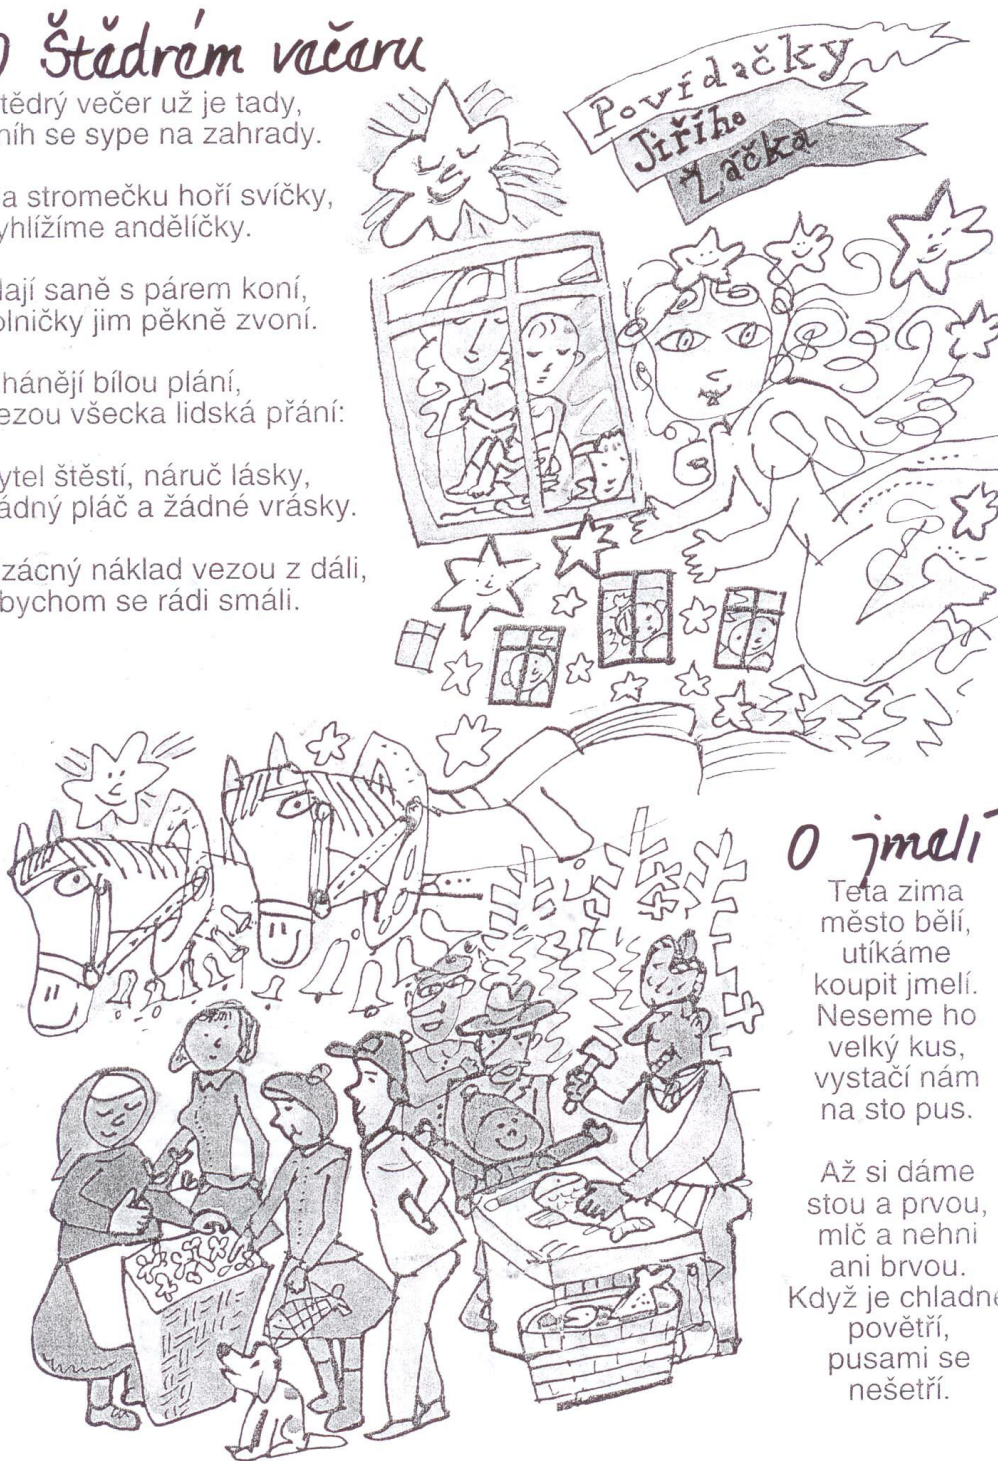 O Štědrém večeru
tědrý večer už je tady,
níh se sype na zahrady.
a stromečku hoří svíčky,
yhlížíme andělíčky.
ají saně s párem koní,
olničky jim pěkně zvoní.
hánějí bílou plání,
ezou všecka lidská přání:
ytel štěstí, náruč lásky,
ádný pláč a žádné vrásky.
zácný náklad vezou z dáli,
bychom se rádi smáli.
Povídačky
Jiřího
Žáčka
O jmelí
Teta zima
město bělí,
utíkáme
koupit jmelí.
Neseme ho
velký kus,
vystačí nám
na sto pus.
Až si dáme
stou a prvou,
mlč a nehni
ani brvou.
Když je chladné
povětří,
pusami se
nešetří.